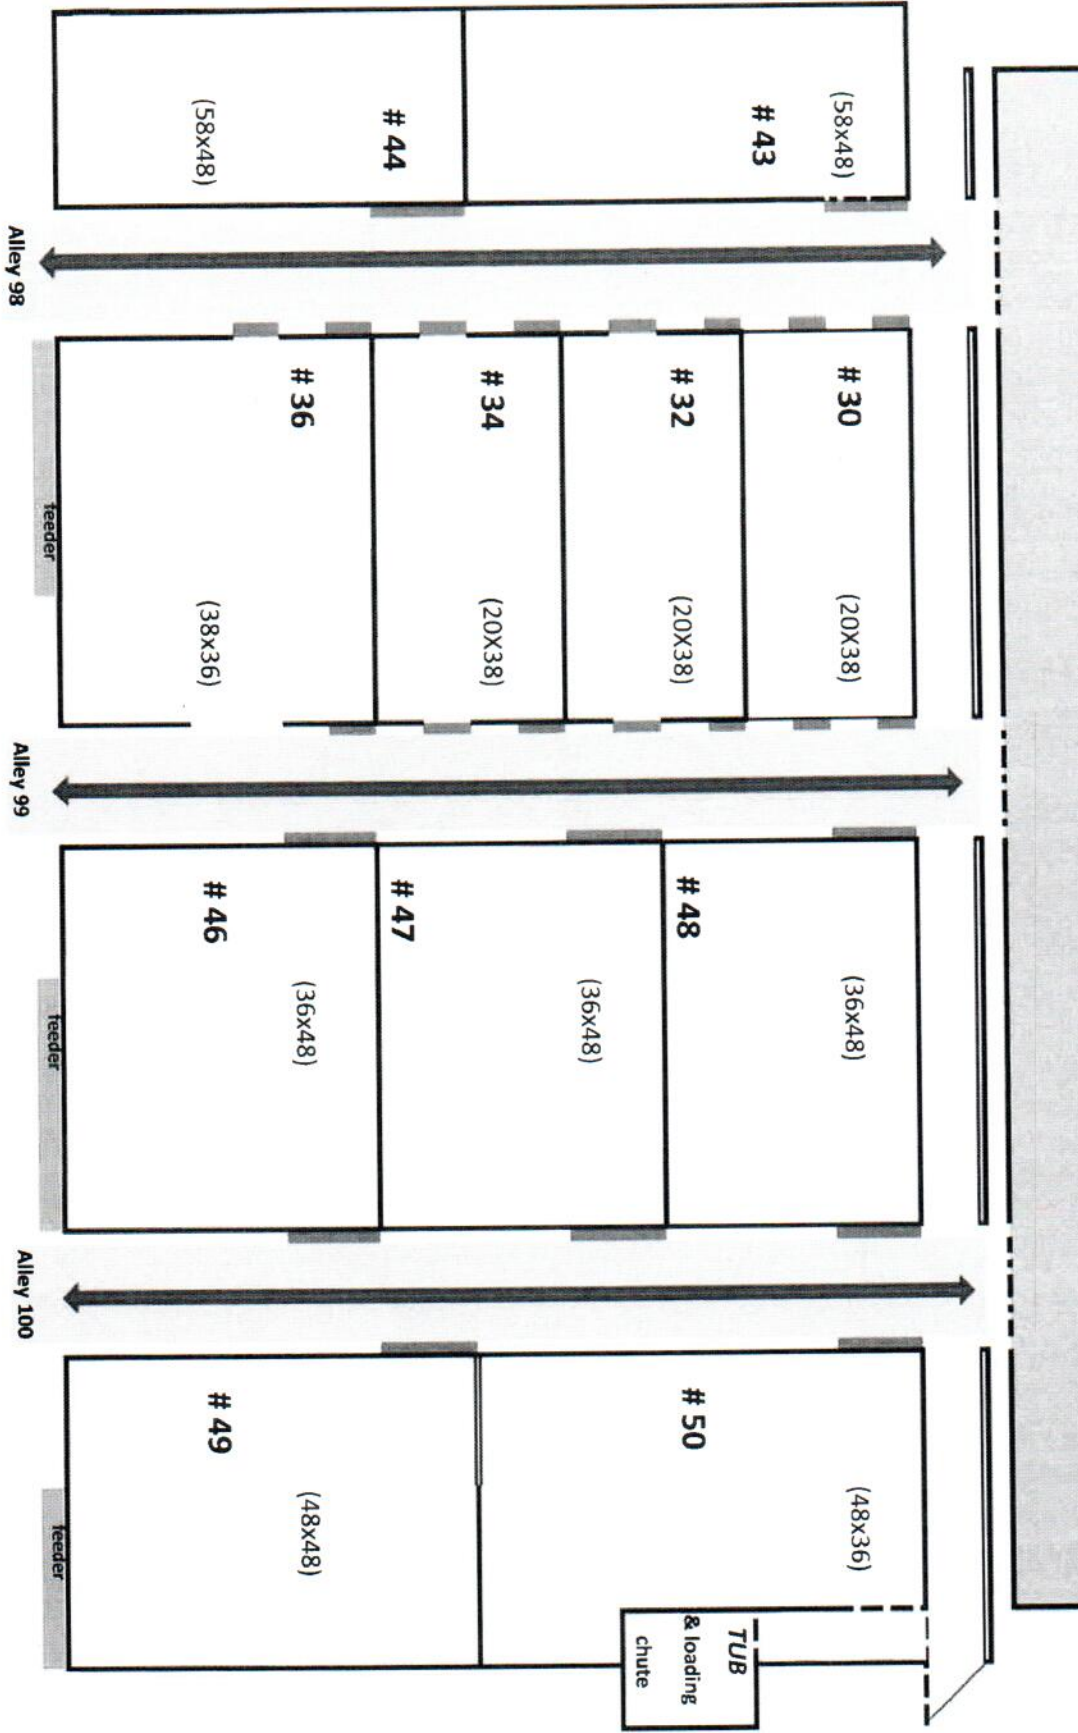 # 43
(58x48)
# 44
(58x48)
Alley 98
# 30
(20X38)
# 32
(20X38)
# 34
(20X38)
# 36
(38x36)
feeder
Alley 99
# 48
(36x48)
# 47
(36x48)
# 46
(36x48)
feeder
Alley 100
# 50
(48x36)
TUB
& loading
chute
# 49
(48x48)
feeder